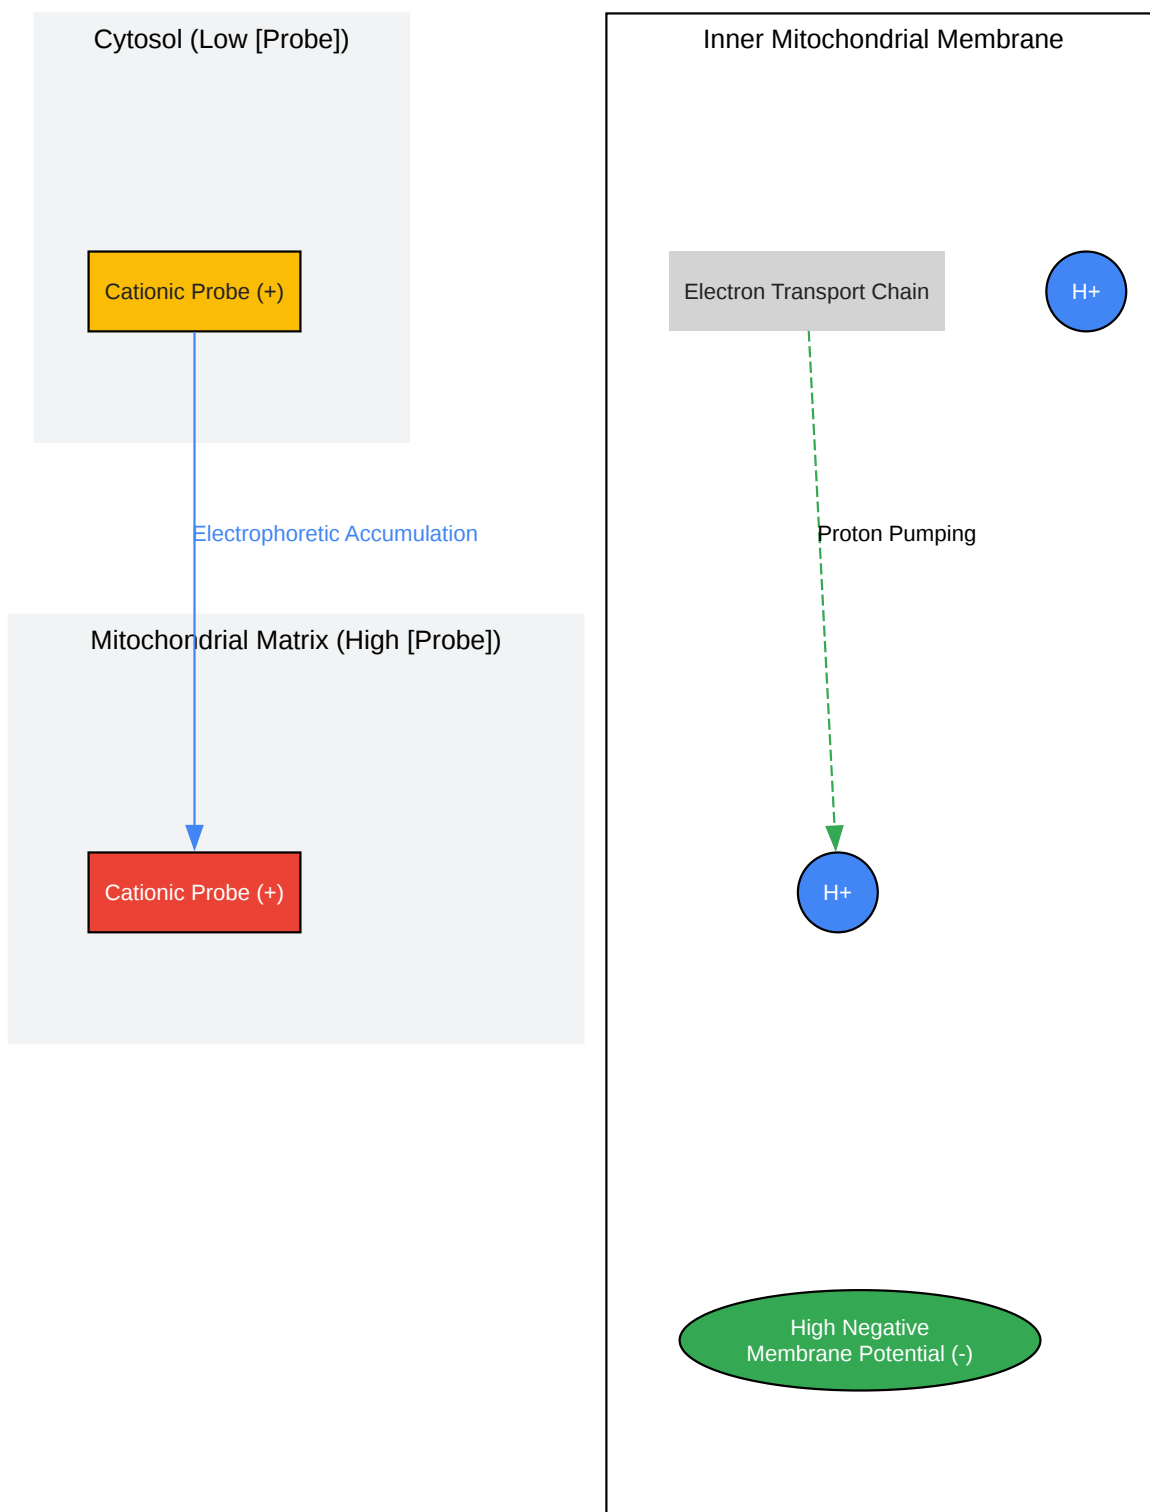 Cytosol (Low [Probe])
Inner Mitochondrial Membrane
Cationic Probe (+)
Electron Transport Chain
H+
Electrophoretic Accumulation
Proton Pumping
Mitochondrial Matrix (High [Probe])
Cationic Probe (+)
H+
High Negative
Membrane Potential (-)